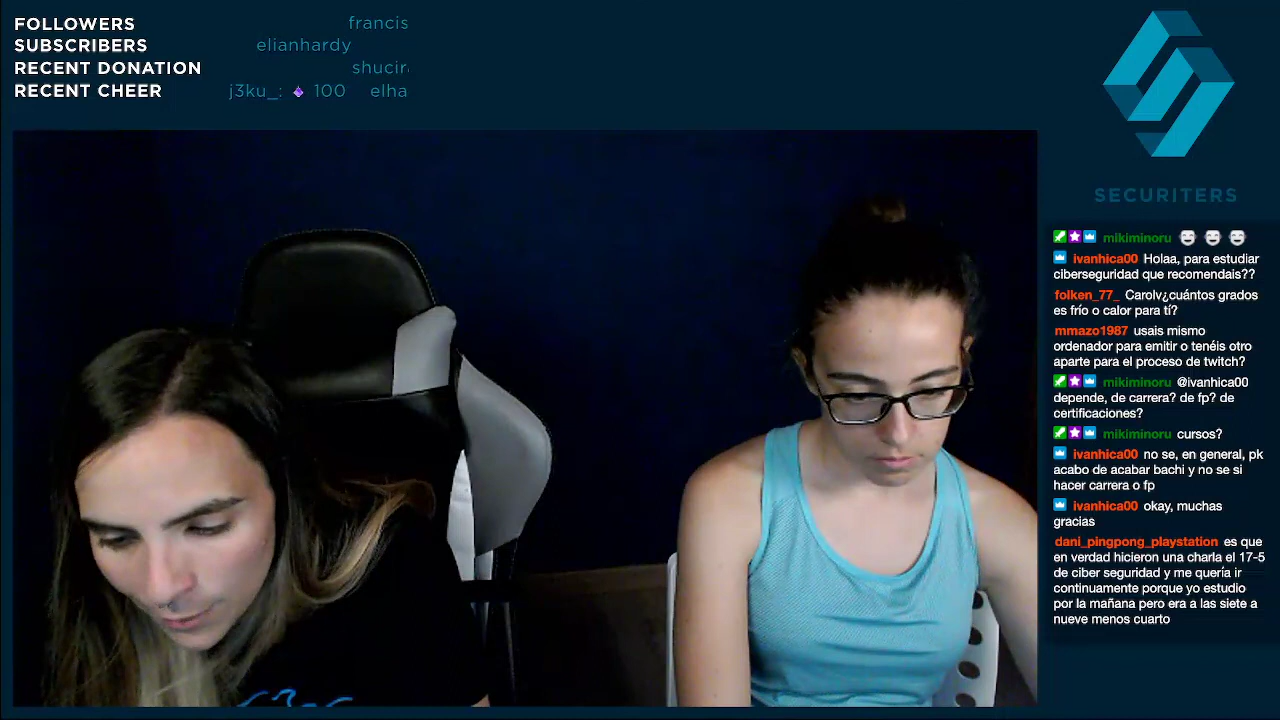 FOLLOWERS francis
SUBSCRIBERS elianhardy
RECENT DONATION shucir
RECENT CHEER j3ku_: 100 elha
SECURITERS
mikiminoru
ivanhica00 Holaa, para estudiar
ciberseguridad que recomendais??
folken_77_ Carolv¿cuántos grados
es frío o calor para tí?
mmazo1987 usais mismo
ordenador para emitir o tenéis otro
aparte para el proceso de twitch?
mikiminoru @ivanhica00
depende, de carrera? de fp? de
certificaciones?
mikiminoru cursos?
ivanhica00 no se, en general, pk
acabo de acabar bachi y no se si
hacer carrera o fp
ivanhica00 okay, muchas
gracias
dani_pingpong_playstation es que
en verdad hicieron una charla el 17-5
de ciber seguridad y me quería ir
continuamente porque yo estudio
por la mañana pero era a las siete a
nueve menos cuarto